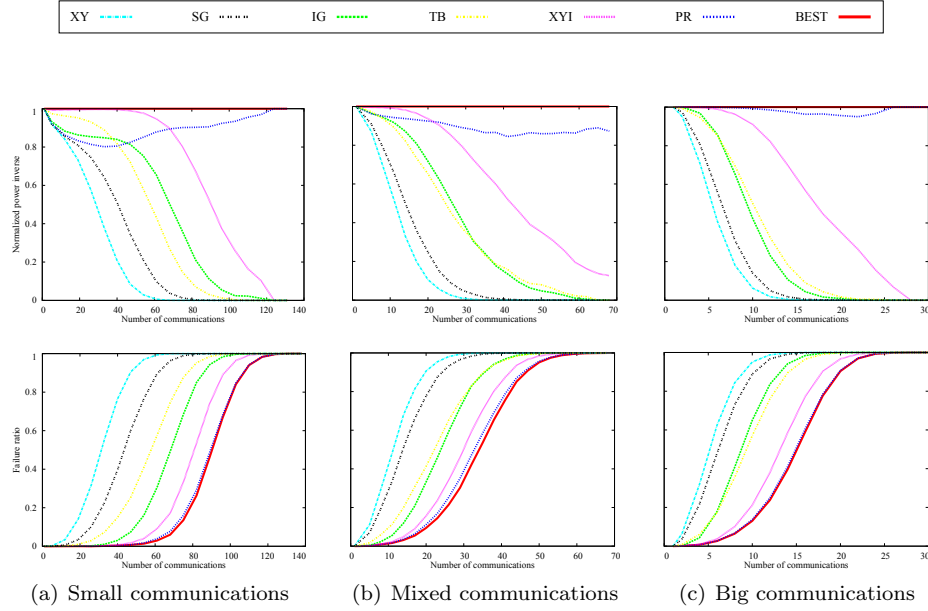 XY SG IG TB XYI PR BEST
Normalized power inverse
1
0.8
0.6
0.4
0.2
0
0 20 40 60 80 100 120 140
Number of communications
0 10 20 30 40 50 60 70
Number of communications
0 5 10 15 20 25 30
Number of communications
Failure ratio
1
0.8
0.6
0.4
0.2
0
0 20 40 60 80 100 120 140
Number of communications
0 10 20 30 40 50 60 70
Number of communications
0 5 10 15 20 25 30
Number of communications
(a) Small communications
(b) Mixed communications
(c) Big communications